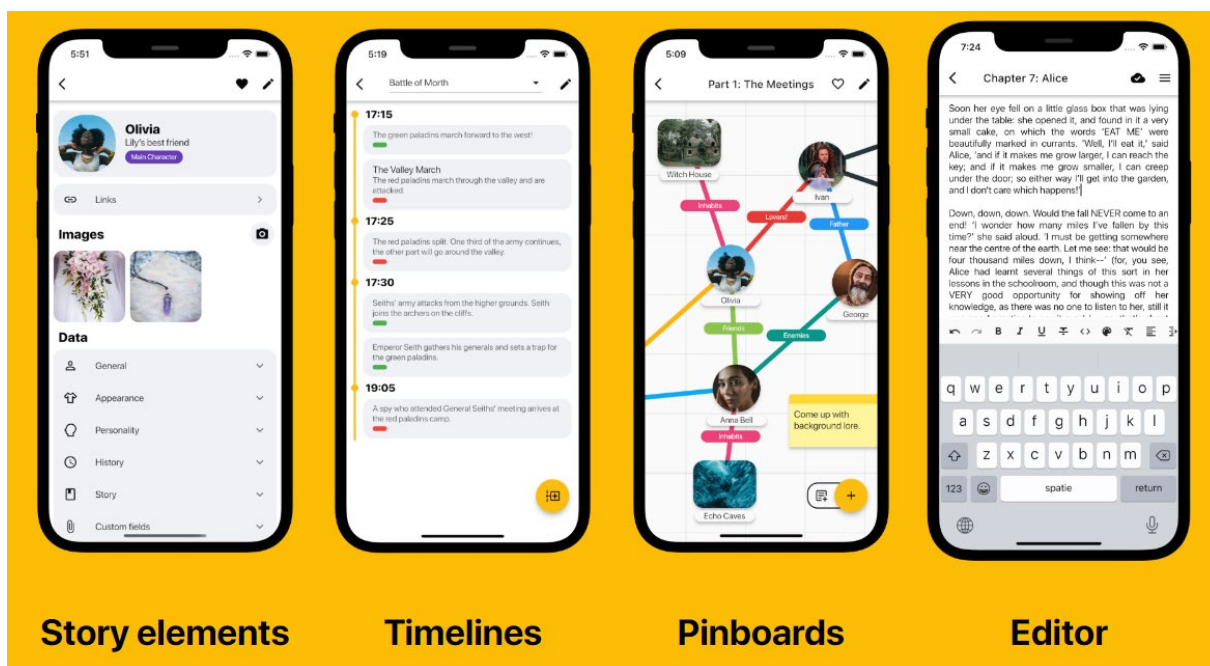 5:51
Olivia
Lily's best friend
Main Character
Links
Images
Data
General
Appearance
Personality
History
Story
Custom fields
Story elements
5:19
Battle of Morth
17:15
The green paladins march forward to the west!
The Valley March
The red paladins march through the valley and are
attacked.
17:25
The red paladins split. One third of the army continues,
the other part will go around the valley.
17:30
Seiths' army attacks from the higher grounds. Seith
joins the archers on the cliffs.
Emperor Seith gathers his generals and sets a trap for
the green paladins.
19:05
A spy who attended General Seiths' meeting arrives at
the red paladins camp.
Timelines
5:09
Part 1: The Meetings
Witch House
Ivan
Inhabits
Lovers!
Father
Olivia
George
Friends
Enemies
Anna Bell
Come up with
background lore.
Inhabits
Echo Caves
Pinboards
7:24
Chapter 7: Alice
Soon her eye fell on a little glass box that was lying
under the table: she opened it, and found in it a very
small cake, on which the words 'EAT ME' were
beautifully marked in currants. 'Well, I'll eat it,' said
Alice, 'and if it makes me grow larger, I can reach the
key; and if it makes me grow smaller, I can creep
under the door; so either way I'll get into the garden,
and I don't care which happens!'
Down, down, down. Would the fall NEVER come to an
end! 'I wonder how many miles I've fallen by this
time?' she said aloud. 'I must be getting somewhere
near the centre of the earth. Let me see: that would be
four thousand miles down, I think--' (for, you see,
Alice had learnt several things of this sort in her
lessons in the schoolroom, and though this was not a
VERY good opportunity for showing off her
knowledge, as there was no one to listen to her, still it
B I U T
q w e r t y u i o p
a s d f g h j k l
z x c v b n m
123 spatie return
Editor